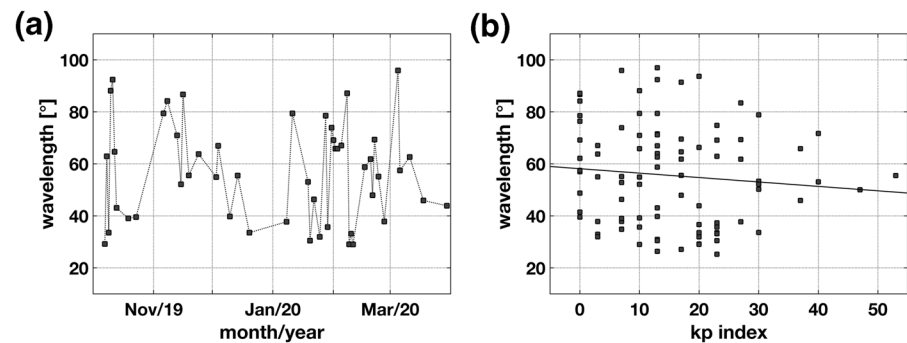 (a)
100
80
60
40
20
wavelength [°]
Nov/19 Jan/20 Mar/20
month/year
(b)
100
80
60
40
20
wavelength [°]
0 10 20 30 40 50
kp index